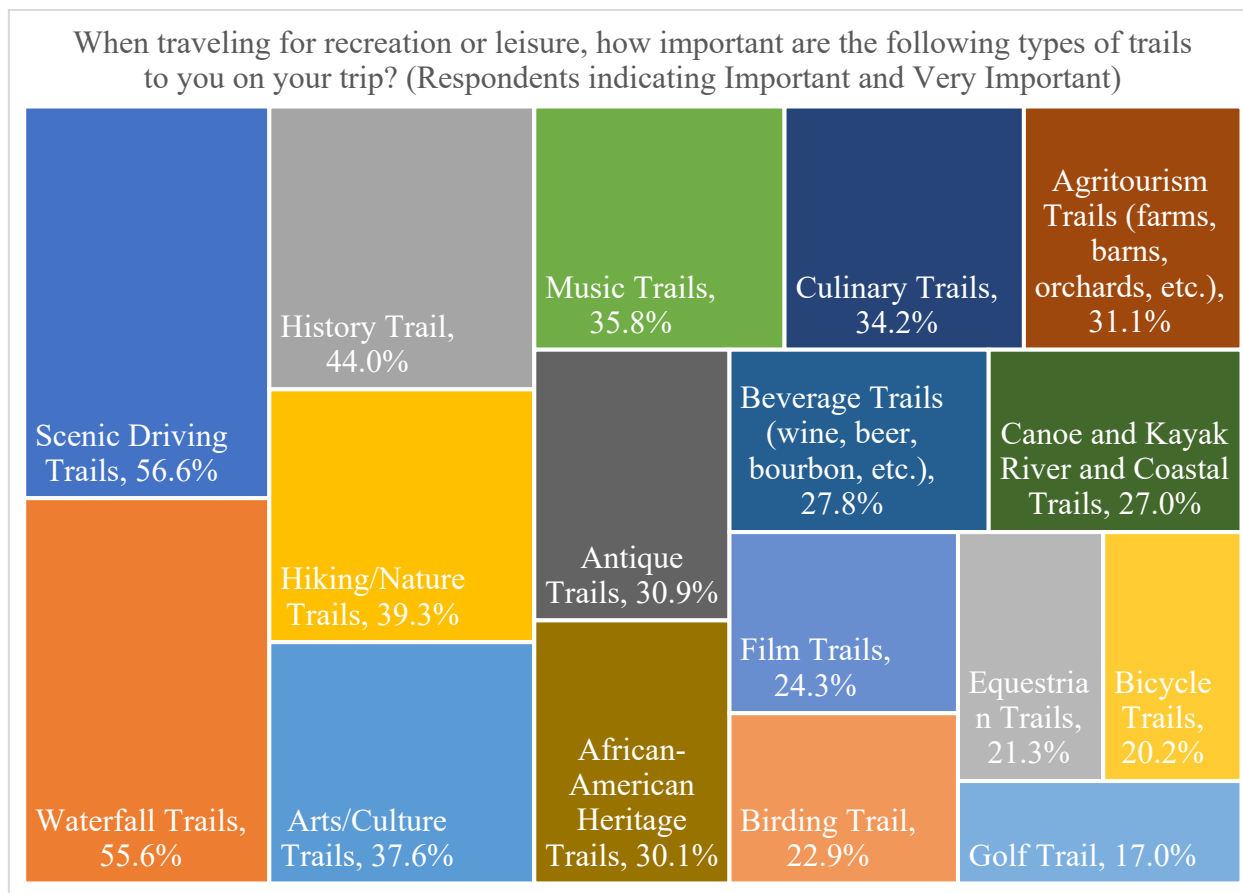 When traveling for recreation or leisure, how important are the following types of trails
to you on your trip? (Respondents indicating Important and Very Important)
Scenic Driving
Trails, 56.6%
Waterfall Trails,
55.6%
History Trail,
44.0%
Hiking/Nature
Trails, 39.3%
Arts/Culture
Trails, 37.6%
Music Trails,
35.8%
Culinary Trails,
34.2%
Agritourism
Trails (farms,
barns,
orchards, etc.),
31.1%
Antique
Trails, 30.9%
African-
American
Heritage
Trails, 30.1%
Beverage Trails
(wine, beer,
bourbon, etc.),
27.8%
Canoe and Kayak
River and Coastal
Trails, 27.0%
Film Trails,
24.3%
Birding Trail,
22.9%
Equestria
n Trails,
21.3%
Bicycle
Trails,
20.2%
Golf Trail, 17.0%